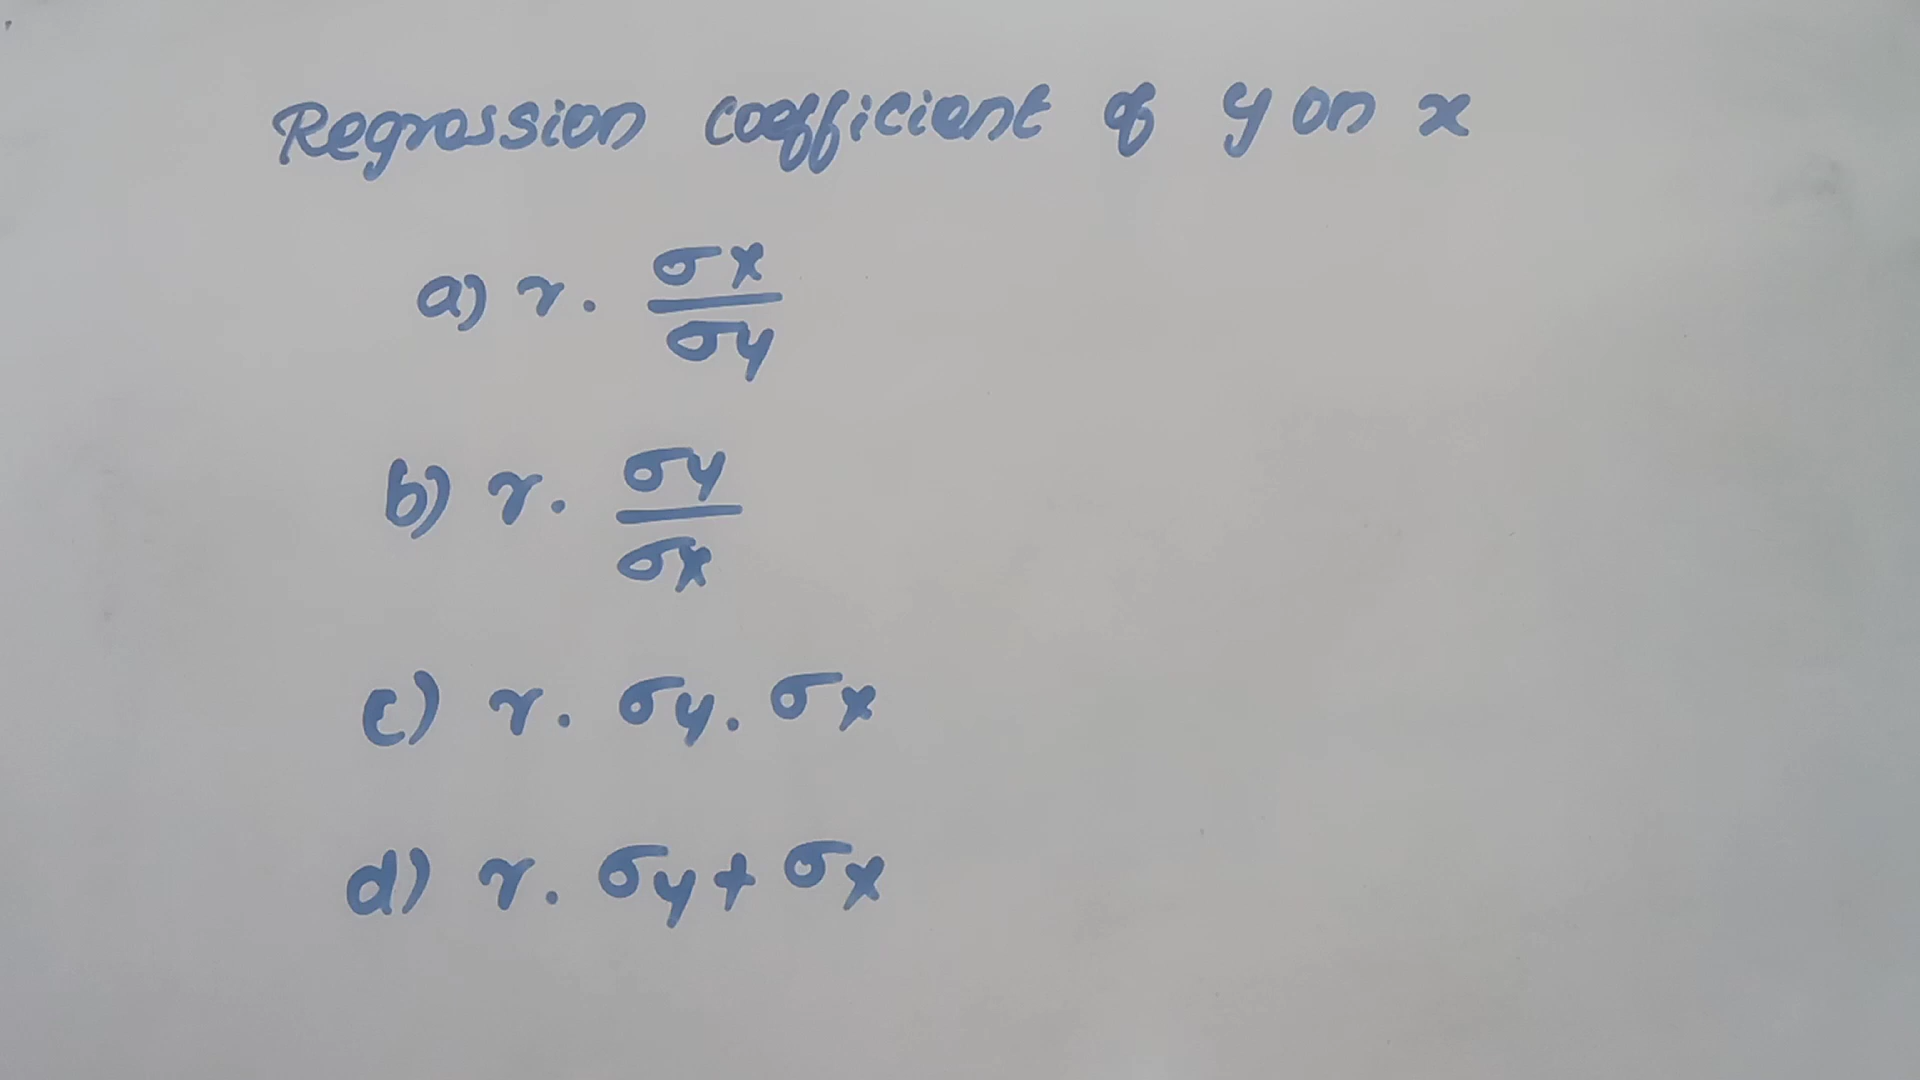 Regression coefficient of y on x
a) r. σx/σy
b) r. σy/σx
c) r. σy. σx
d) r. σy + σx